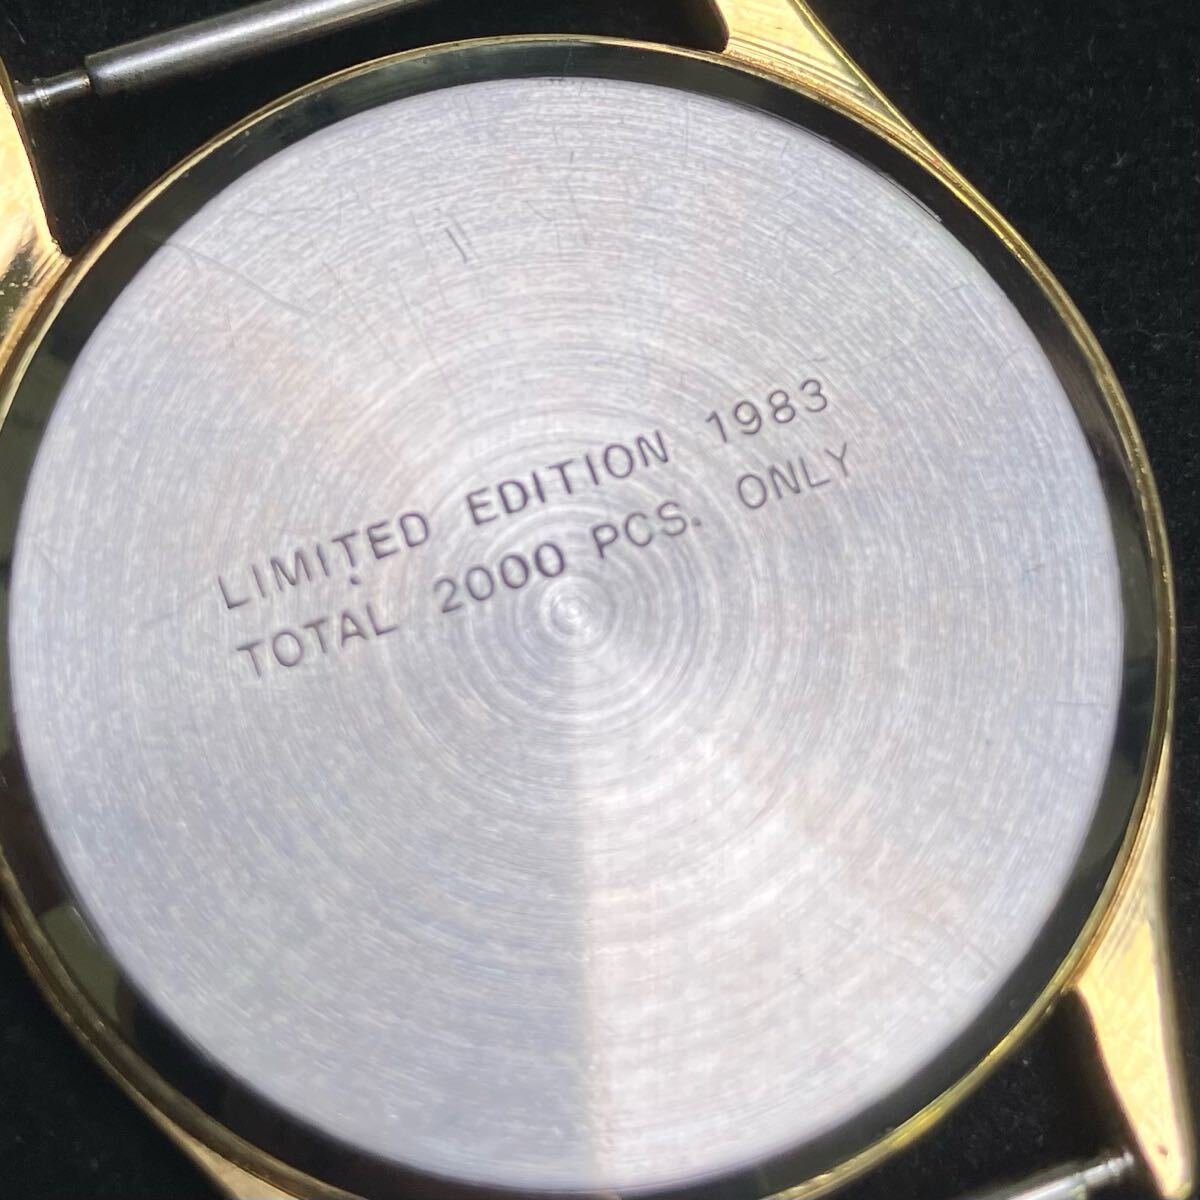 LIMITED EDITION 1983
TOTAL 2000 PCS. ONLY